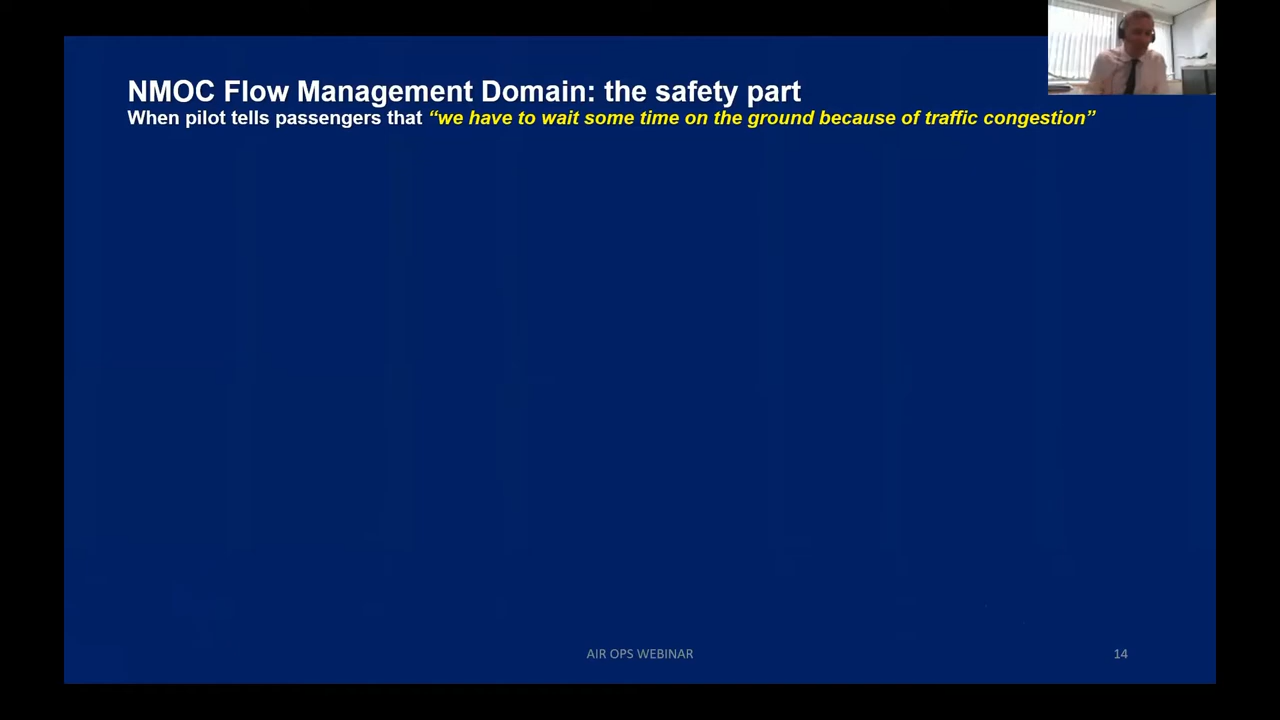 NMOC Flow Management Domain: the safety part
When pilot tells passengers that “we have to wait some time on the ground because of traffic congestion”
AIR OPS WEBINAR
14